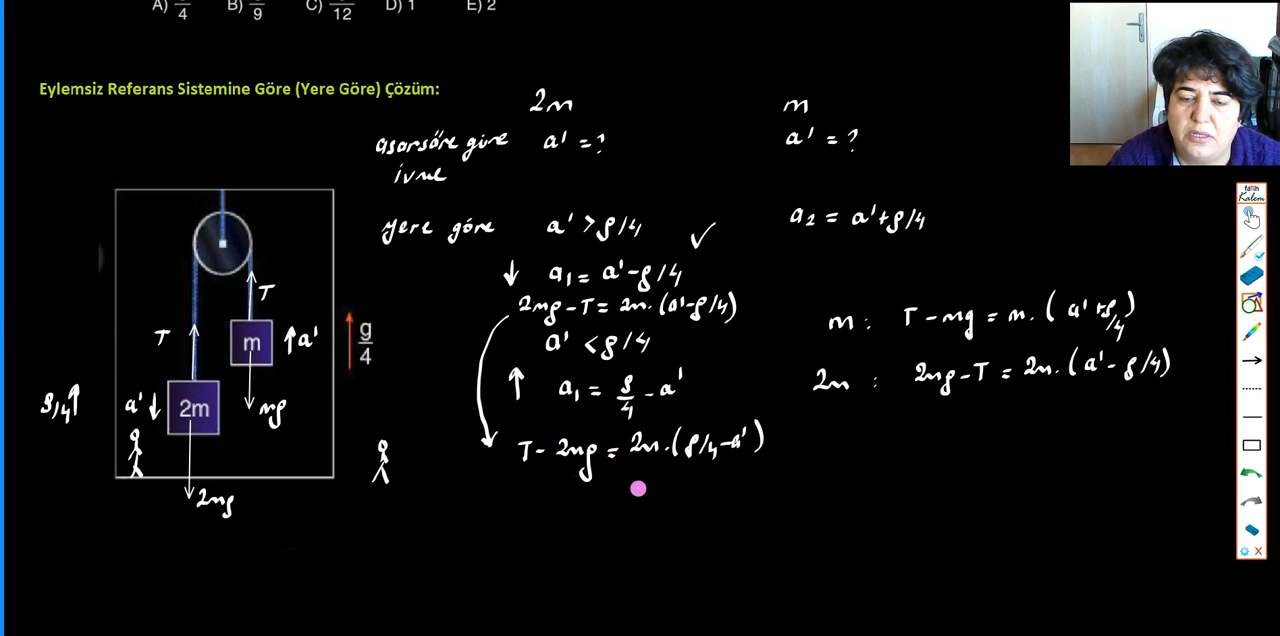 A) /4 B) /9 C) /12 D) 1 E) 2
Eylemsiz Referans Sistemine Göre (Yere Göre) Çözüm:
2m
m
asansöre göre a' = ?
a' = ?
ivme
yere göre a' > g/4 ✓
a₂ = a' + g/4
↓ a₁ = a' - g/4
2mg - T = 2m.(a' - g/4)
a' < g/4
↑ a₁ = g/4 - a'
T - 2mg = 2m.(g/4 - a')
m : T - mg = m.(a' + g/4)
2m : 2mg - T = 2m.(a' - g/4)
T
T
m
↑a'
g/4
g/4↑
a'↓
2m
mg
2mg
fatih
Kalem
X